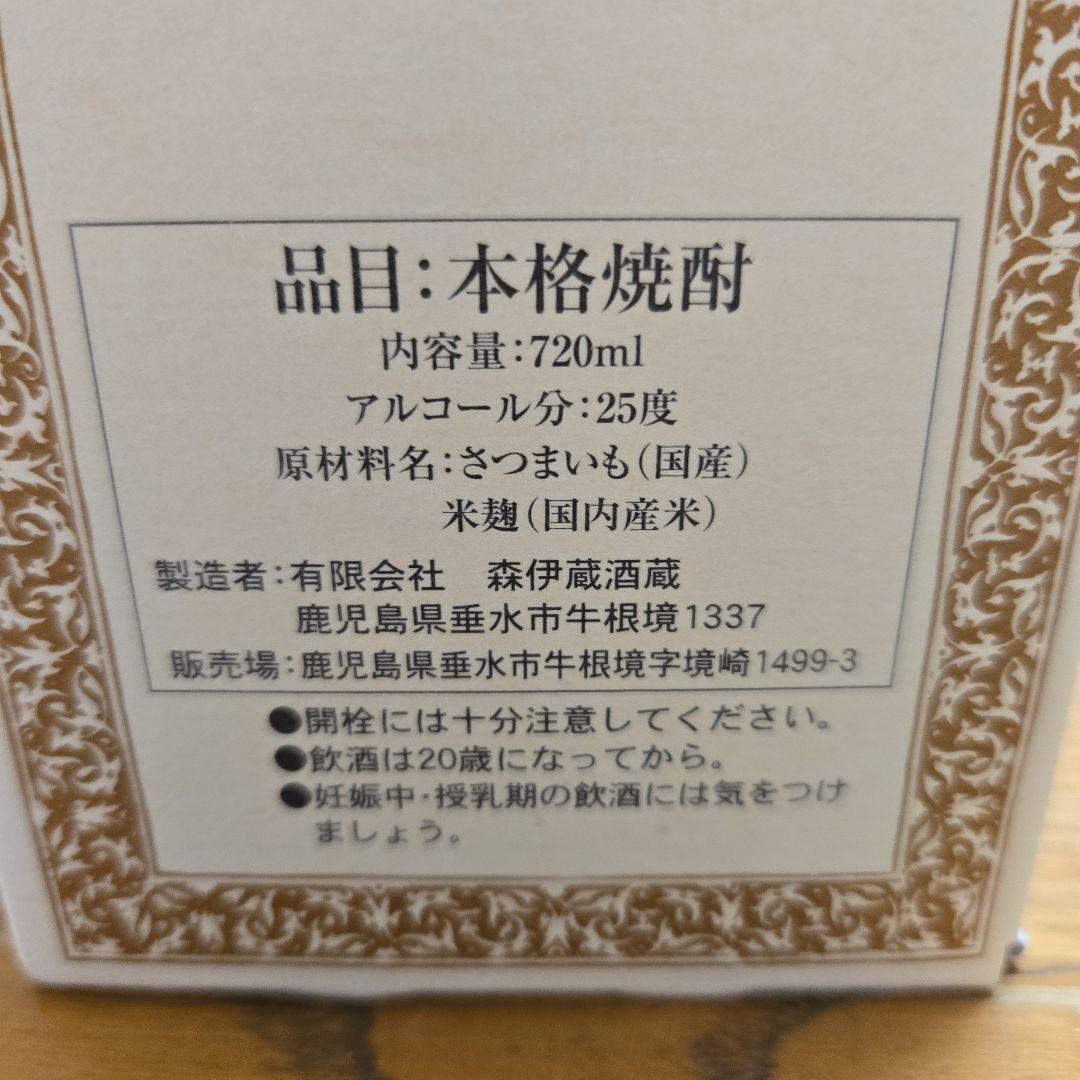 品目：本格焼酎
内容量：720ml
アルコール分：25度
原材料名：さつまいも（国産）
米麹（国内産米）
製造者：有限会社　森伊蔵酒蔵
鹿児島県垂水市牛根境1337
販売場：鹿児島県垂水市牛根境字境崎1499-3
●開栓には十分注意してください。
●飲酒は20歳になってから。
●妊娠中・授乳期の飲酒には気をつけ
ましょう。